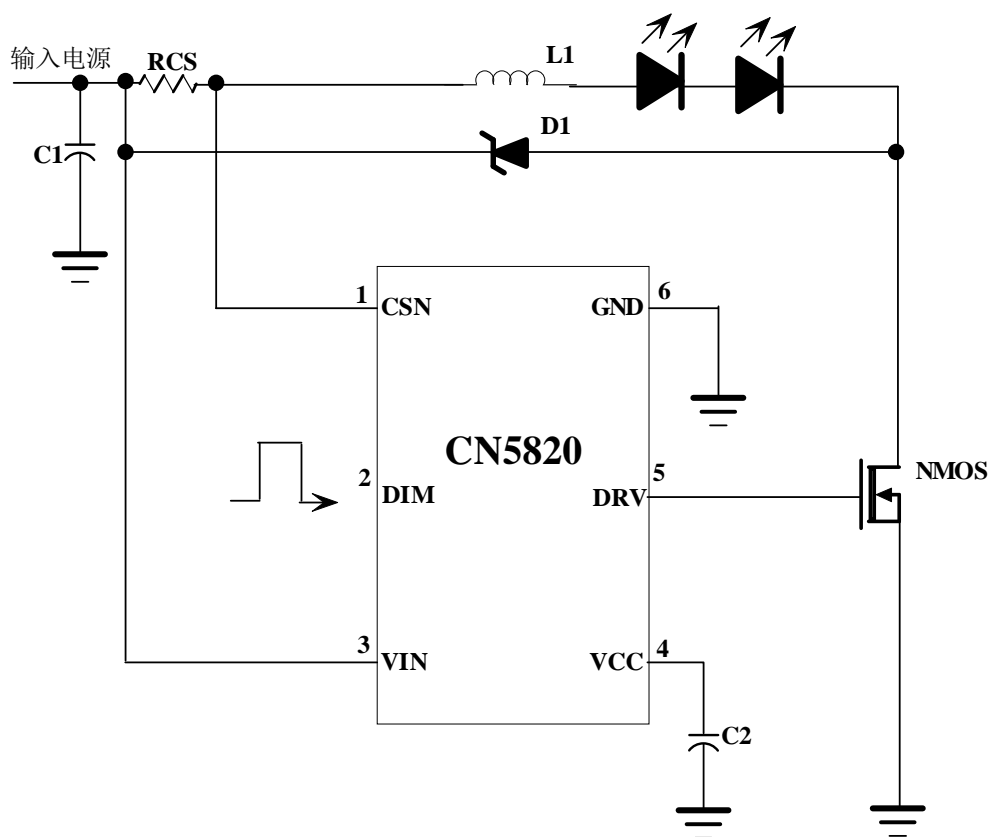 输入电源
RCS
L1
D1
C1
1
CSN
GND
6
CN5820
2
DIM
5
DRV
NMOS
3
VIN
VCC
4
C2